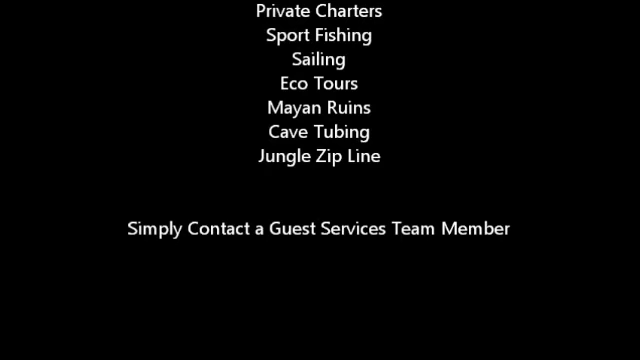 Private Charters
Sport Fishing
Sailing
Eco Tours
Mayan Ruins
Cave Tubing
Jungle Zip Line
Simply Contact a Guest Services Team Member